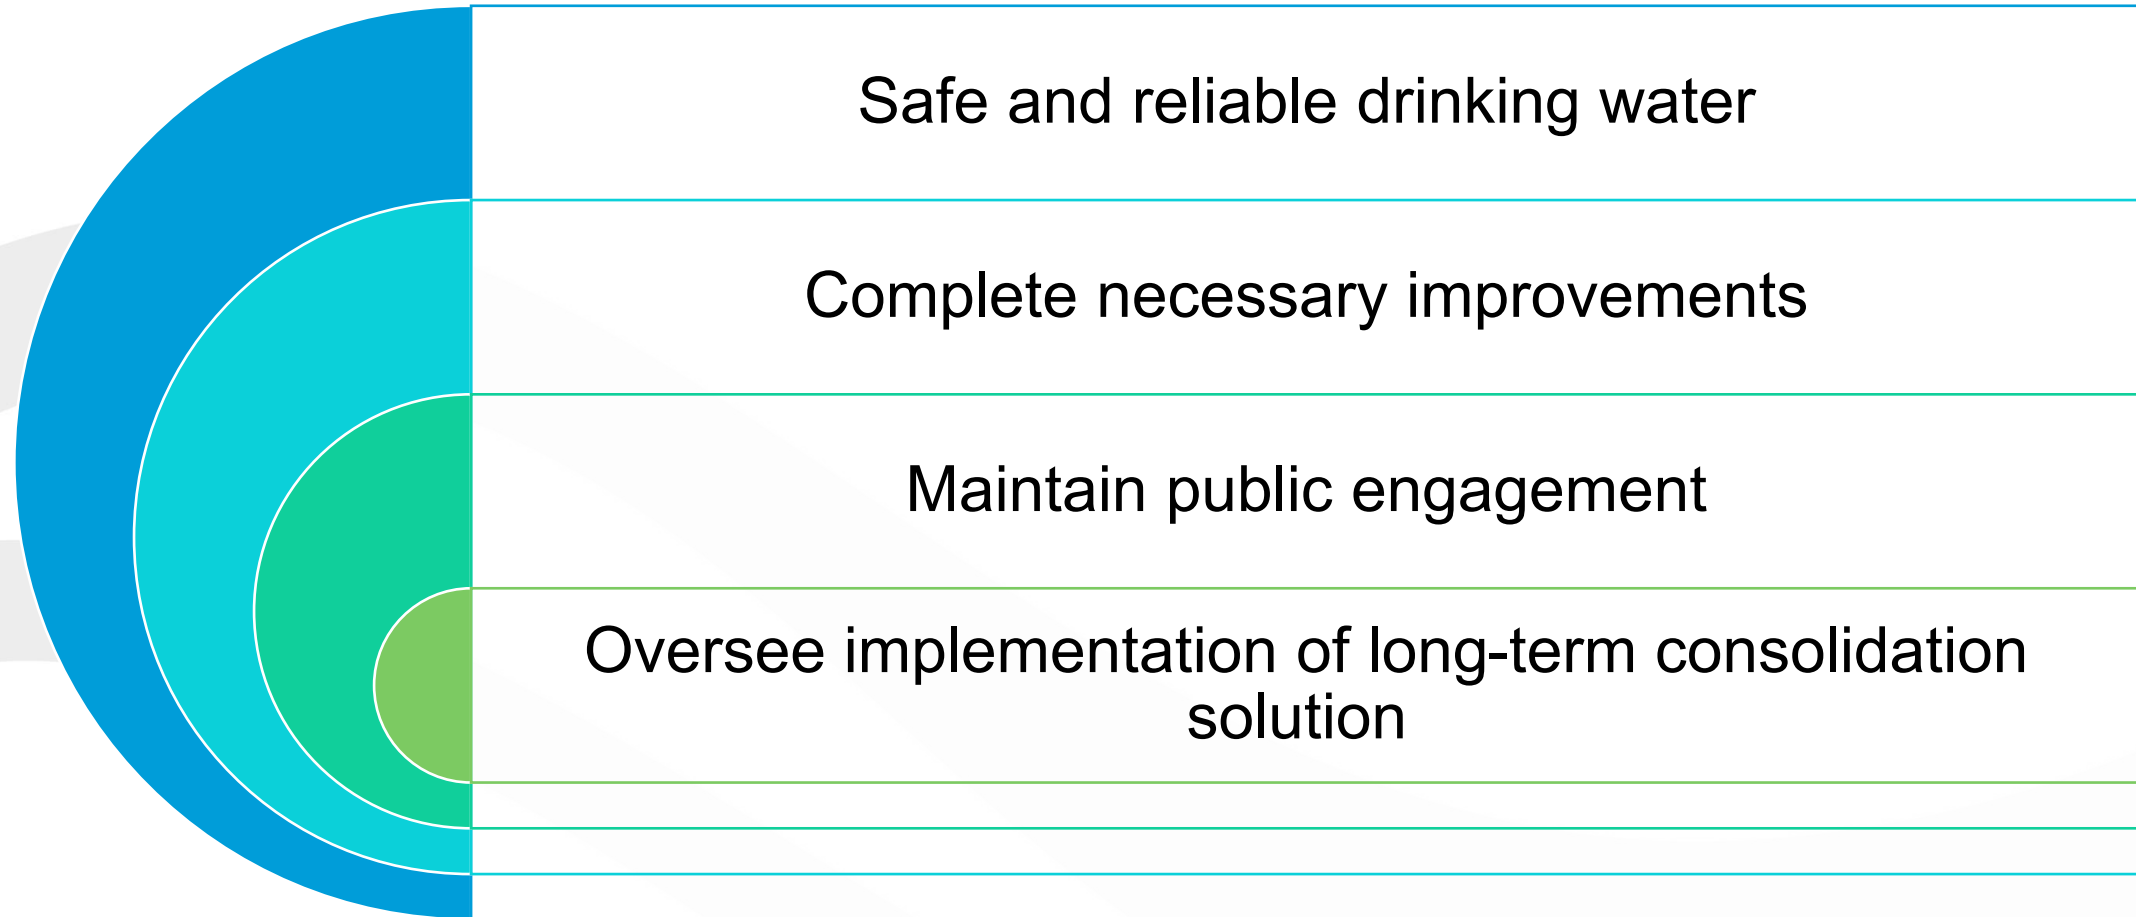 Safe and reliable drinking water
Complete necessary improvements
Maintain public engagement
Oversee implementation of long-term consolidation
solution